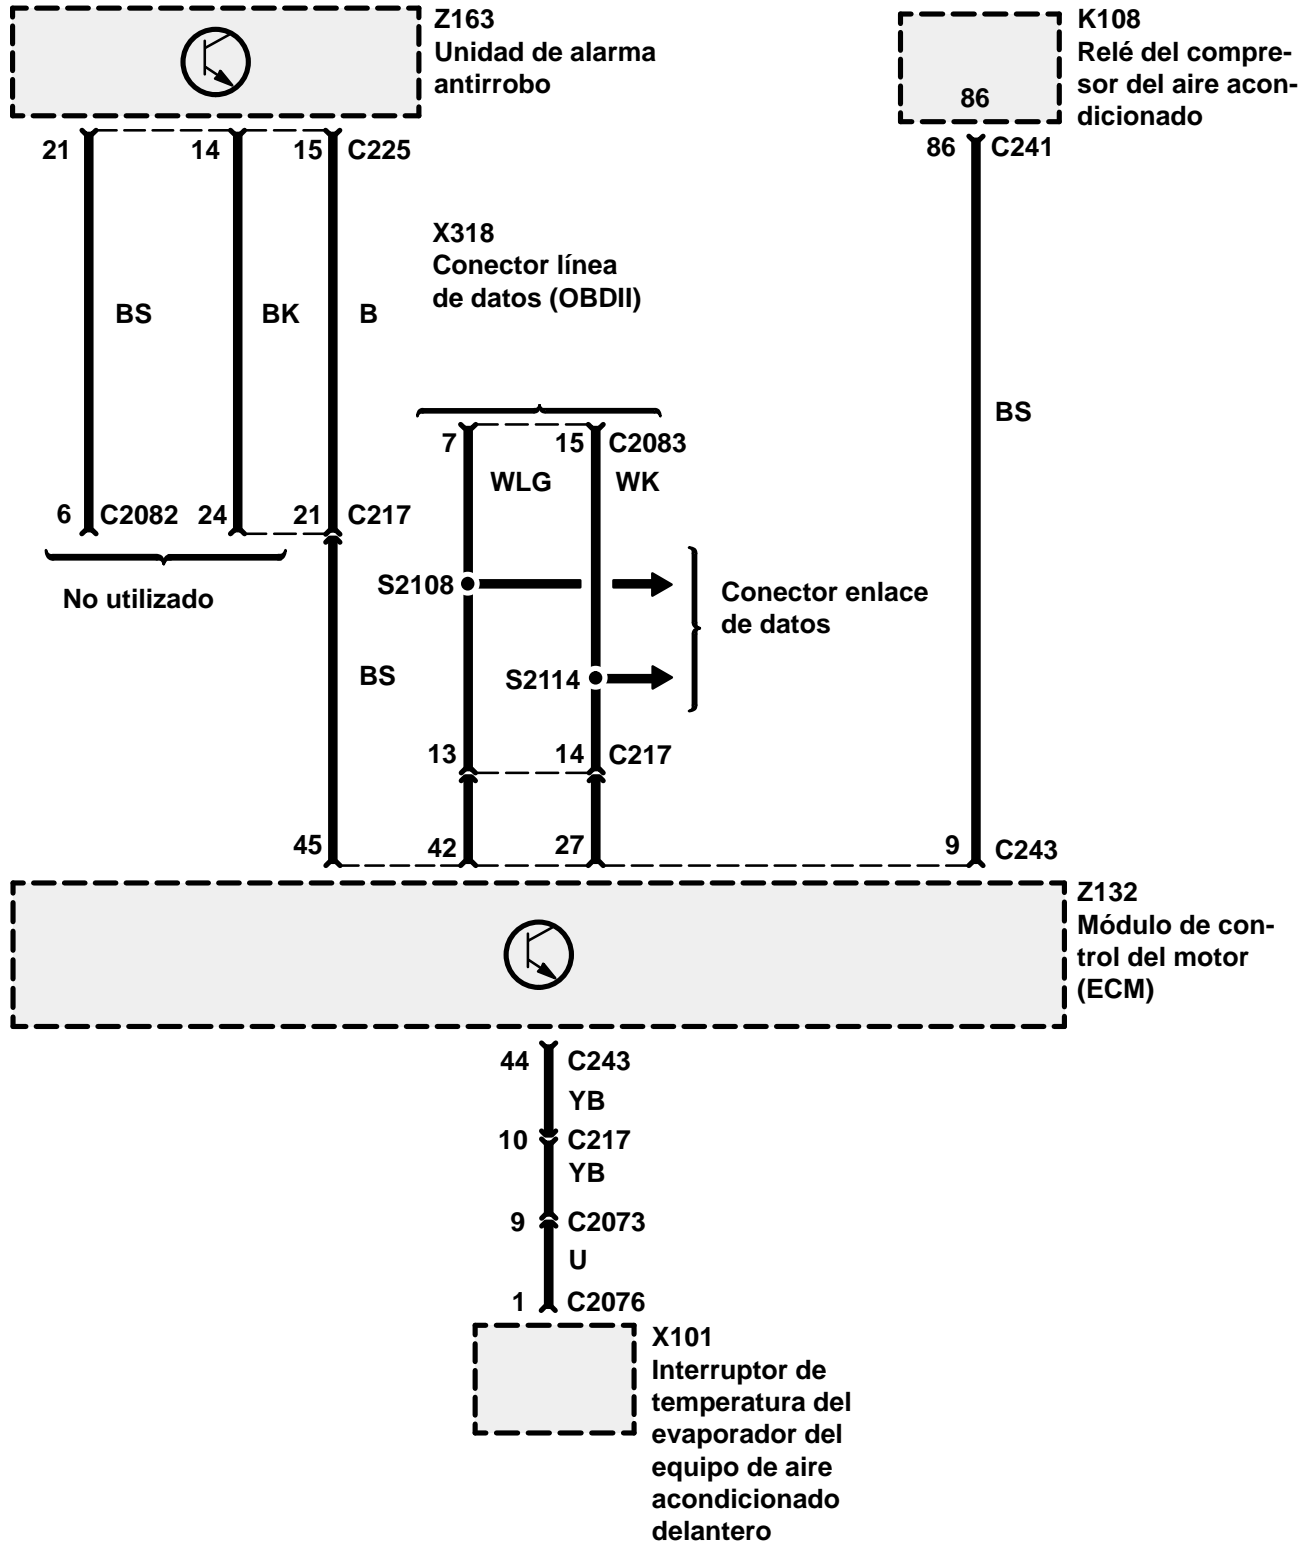 Z163
Unidad de alarma
antirrobo
K108
Relé del compre-
sor del aire acon-
dicionado
86
21
14
15
C225
86
C241
X318
Conector línea
de datos (OBDII)
BS
BK
B
BS
7
15
C2083
WLG
WK
6
C2082
24
21
C217
No utilizado
S2108
Conector enlace
de datos
BS
S2114
13
14
C217
45
42
27
9
C243
Z132
Módulo de con-
trol del motor
(ECM)
44
C243
YB
10
C217
YB
9
C2073
U
1
C2076
X101
Interruptor de
temperatura del
evaporador del
equipo de aire
acondicionado
delantero